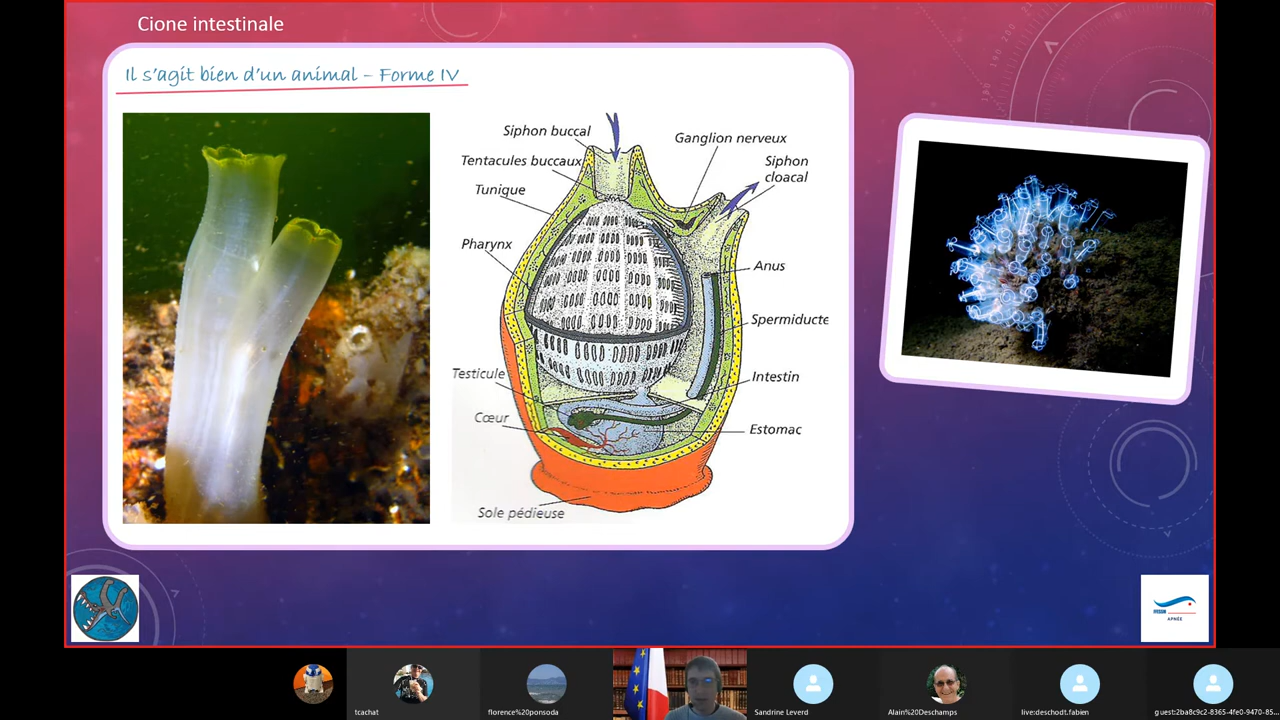 Cione intestinale
Il s'agit bien d'un animal – Forme IV
Siphon buccal
Ganglion nerveux
Tentacules buccaux
Siphon
cloacal
Tunique
Pharynx
Anus
Spermiducte
Testicule
Intestin
Cœur
Estomac
Sole pédieuse
APNÉE
tcachat
florence%20ponsoda
Sandrine Leverd
Alain%20Deschamps
live:deschodt.fabien
guest:2ba8c9c2-8365-4fe0-9470-85...